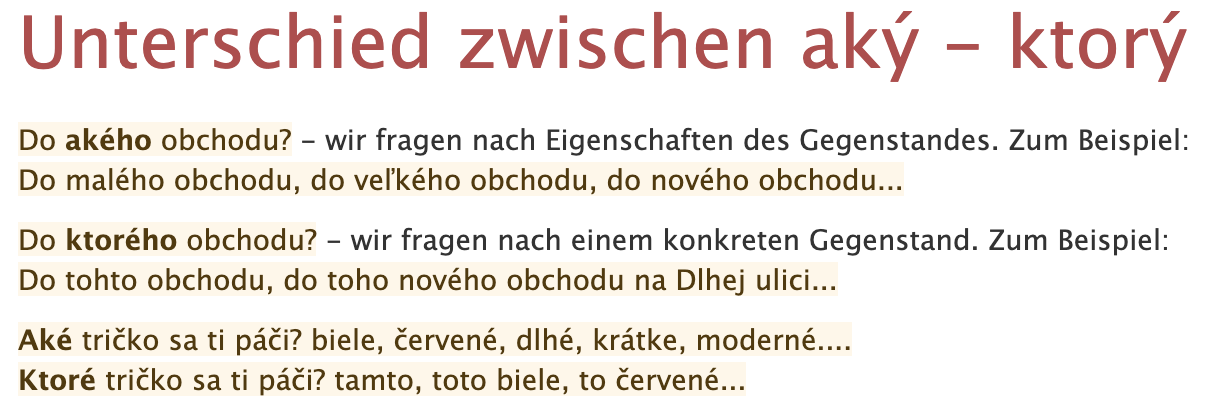 Unterschied zwischen aký – ktorý
Do akého obchodu? – wir fragen nach Eigenschaften des Gegenstandes. Zum Beispiel:
Do malého obchodu, do veľkého obchodu, do nového obchodu...
Do ktorého obchodu? – wir fragen nach einem konkreten Gegenstand. Zum Beispiel:
Do tohto obchodu, do toho nového obchodu na Dlhej ulici...
Aké tričko sa ti páči? biele, červené, dlhé, krátke, moderné....
Ktoré tričko sa ti páči? tamto, toto biele, to červené...